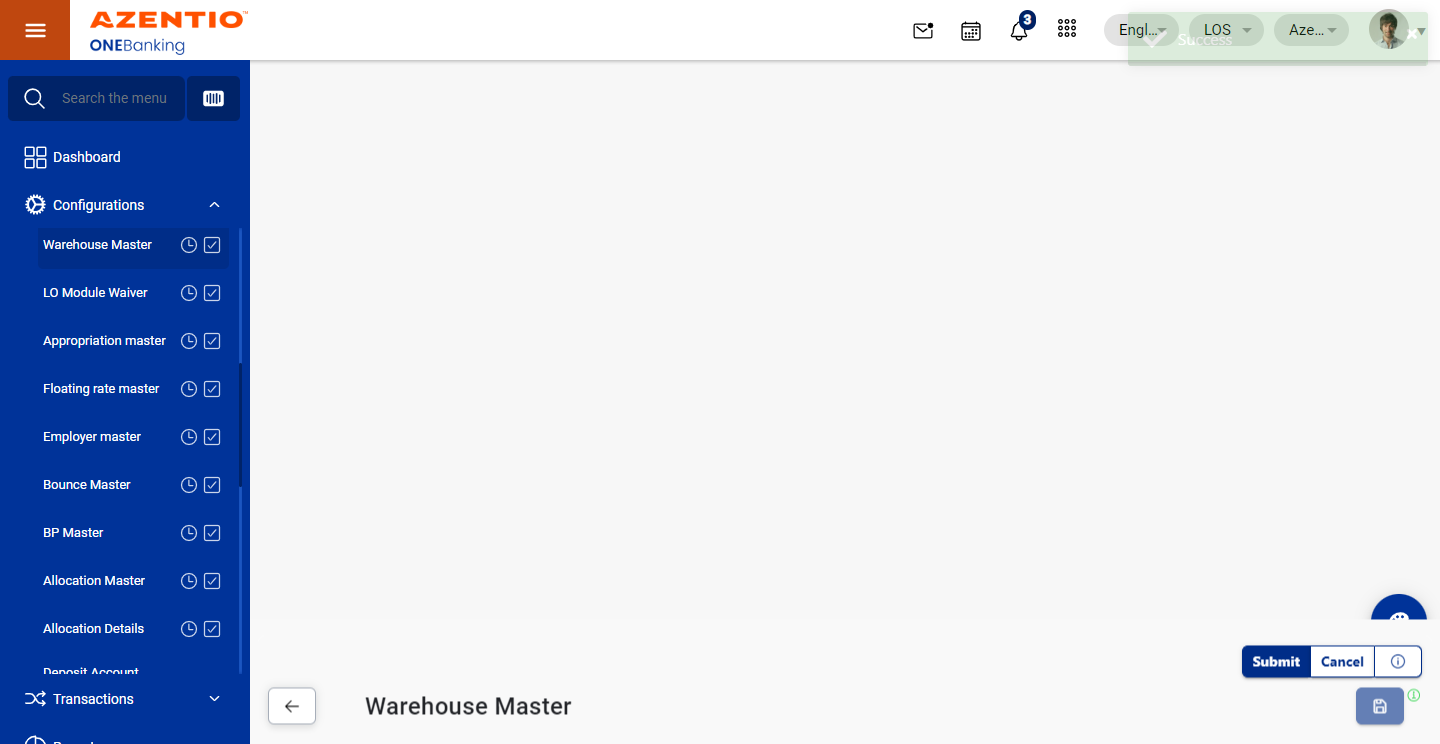 AZENTIO™
ONEBanking
3
Engl...
LOS
Aze...
Success
Search the menu
Dashboard
Configurations
Warehouse Master
LO Module Waiver
Appropriation master
Floating rate master
Employer master
Bounce Master
BP Master
Allocation Master
Allocation Details
Deposit Account
Transactions
Submit
Cancel
Warehouse Master